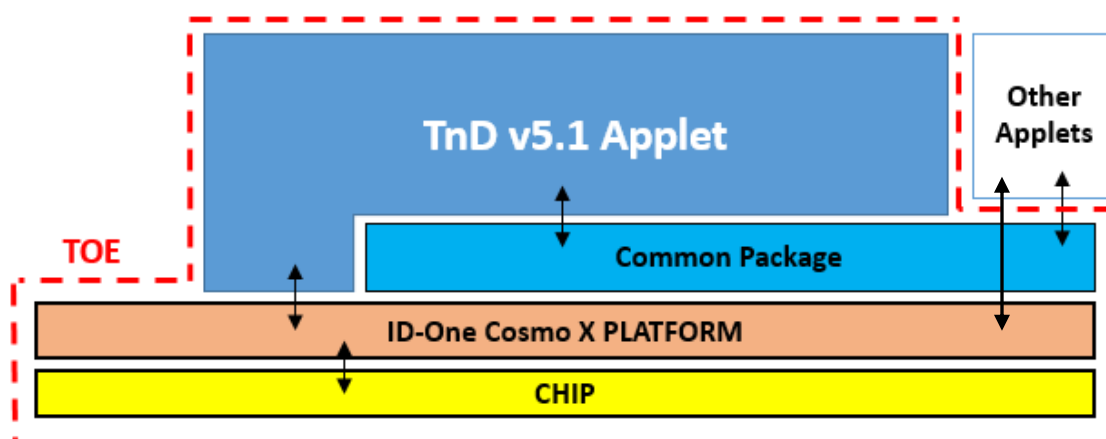 TnD v5.1 Applet
Other
Applets
TOE
Common Package
ID-One Cosmo X PLATFORM
CHIP